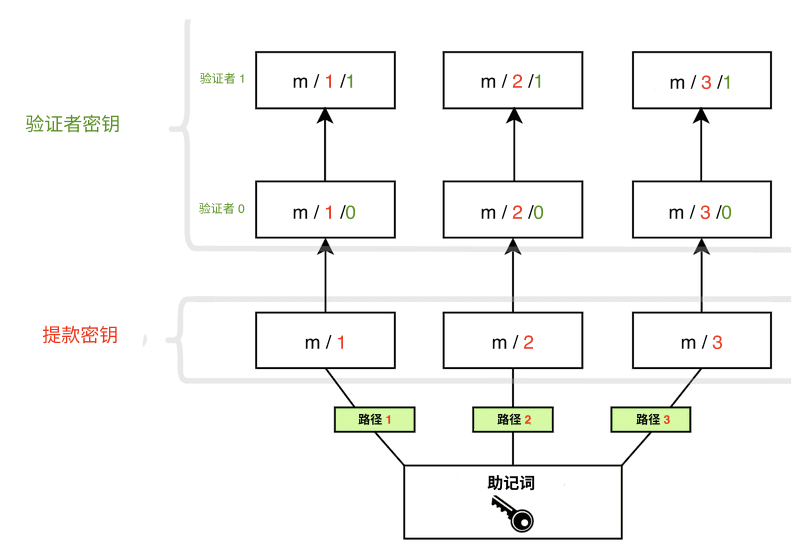 验证者 1
m / 1 /1
m / 2 /1
m / 3 /1
验证者密钥
验证者 0
m / 1 /0
m / 2 /0
m / 3 /0
提款密钥
m / 1
m / 2
m / 3
路径 1
路径 2
路径 3
助记词